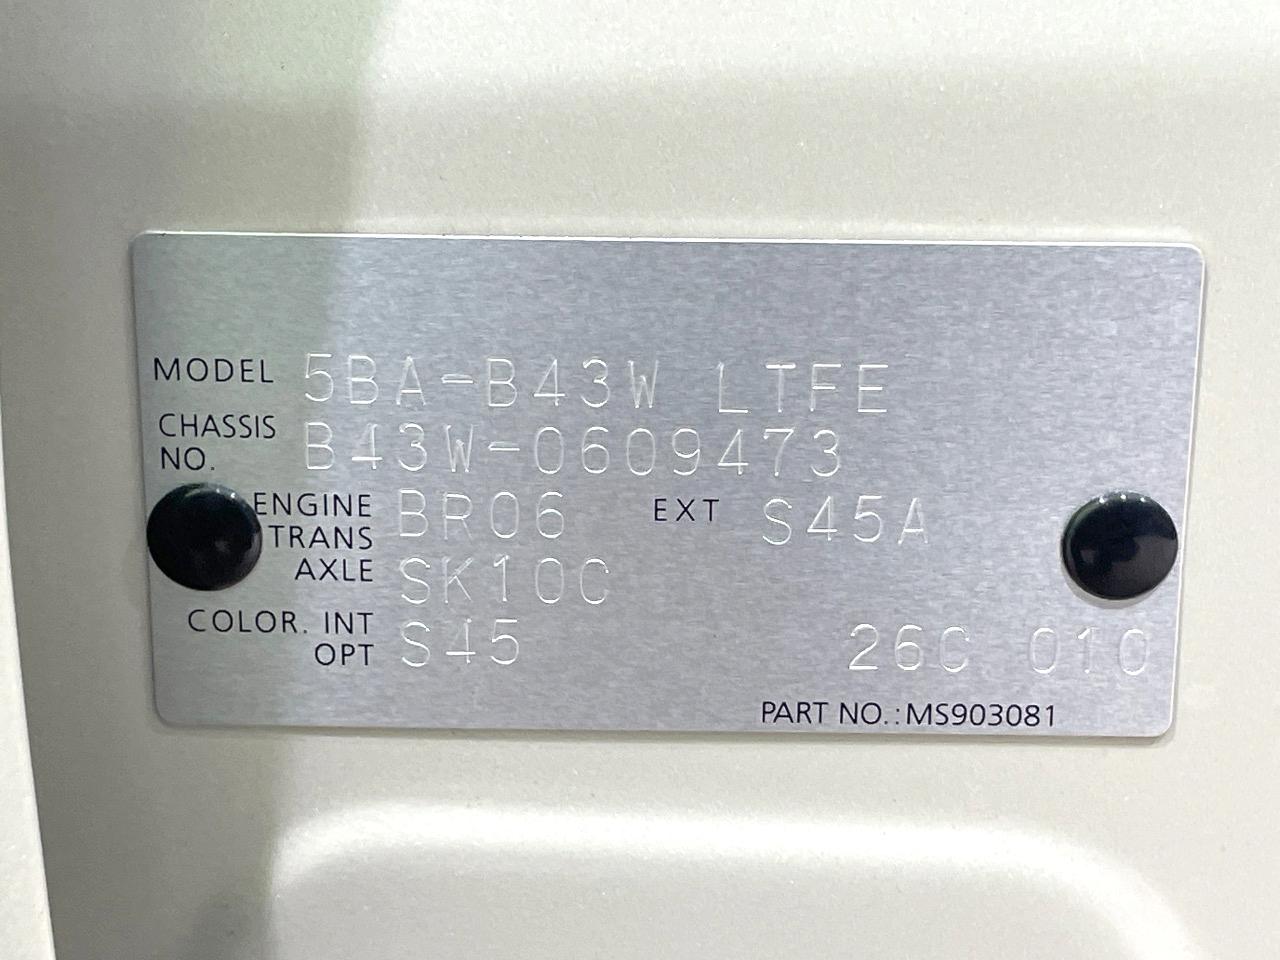 MODEL 5BA-B43W LTFE
CHASSIS NO. B43W-0609473
ENGINE BR06 EXT S45A
TRANS AXLE SK10C
COLOR. INT OPT S45 26C 010
PART NO.:MS903081